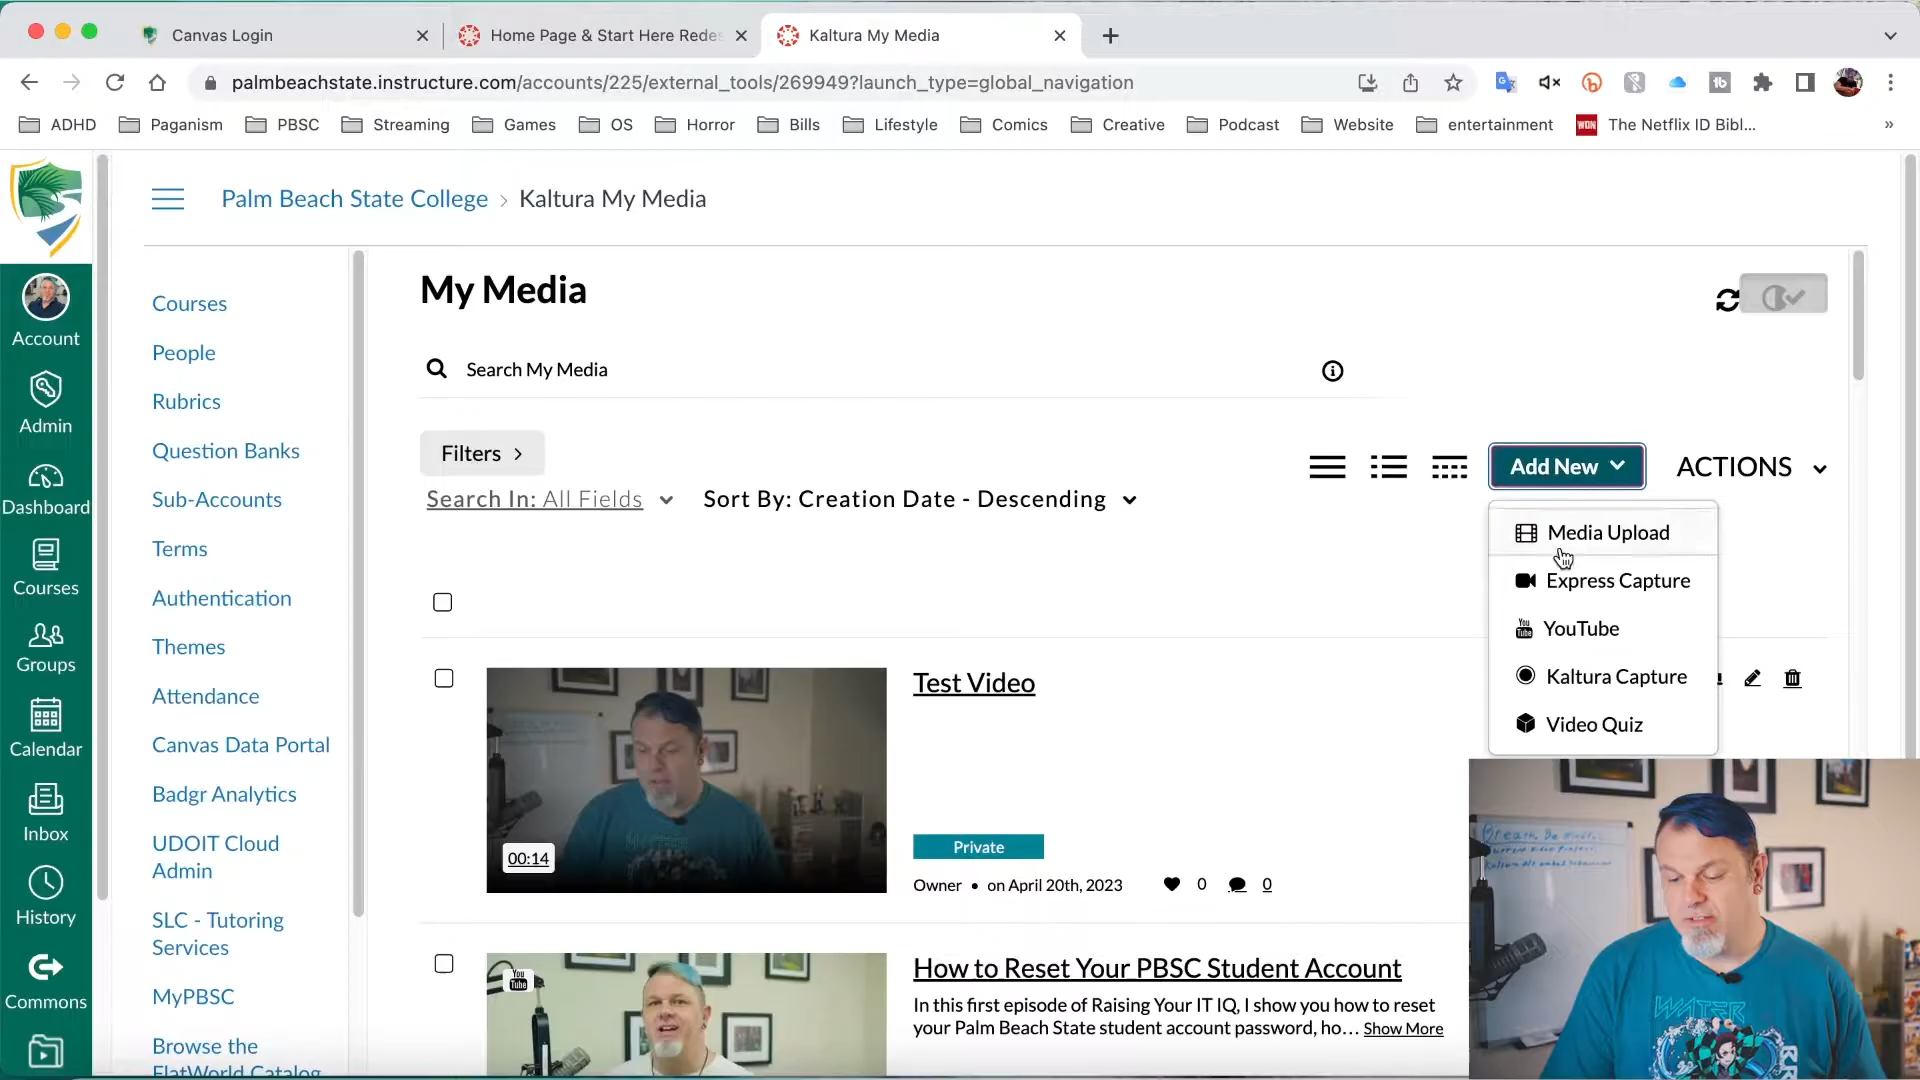 Canvas Login
Home Page & Start Here Redes
Kaltura My Media
palmbeachstate.instructure.com/accounts/225/external_tools/269949?launch_type=global_navigation
ADHD
Paganism
PBSC
Streaming
Games
OS
Horror
Bills
Lifestyle
Comics
Creative
Podcast
Website
entertainment
The Netflix ID Bibl...
»
Palm Beach State College › Kaltura My Media
Account
Admin
Dashboard
Courses
Groups
Calendar
Inbox
History
Commons
Courses
People
Rubrics
Question Banks
Sub-Accounts
Terms
Authentication
Themes
Attendance
Canvas Data Portal
Badgr Analytics
UDOIT Cloud
Admin
SLC - Tutoring
Services
MyPBSC
Browse the
FlatWorld Catalog
My Media
Search My Media
Filters >
Add New
ACTIONS
Search In: All Fields
Sort By: Creation Date - Descending
Media Upload
Express Capture
YouTube
Kaltura Capture
Video Quiz
Test Video
00:14
Private
Owner • on April 20th, 2023
0
0
You
Tube
How to Reset Your PBSC Student Account
In this first episode of Raising Your IT IQ, I show you how to reset
your Palm Beach State student account password, ho... Show More